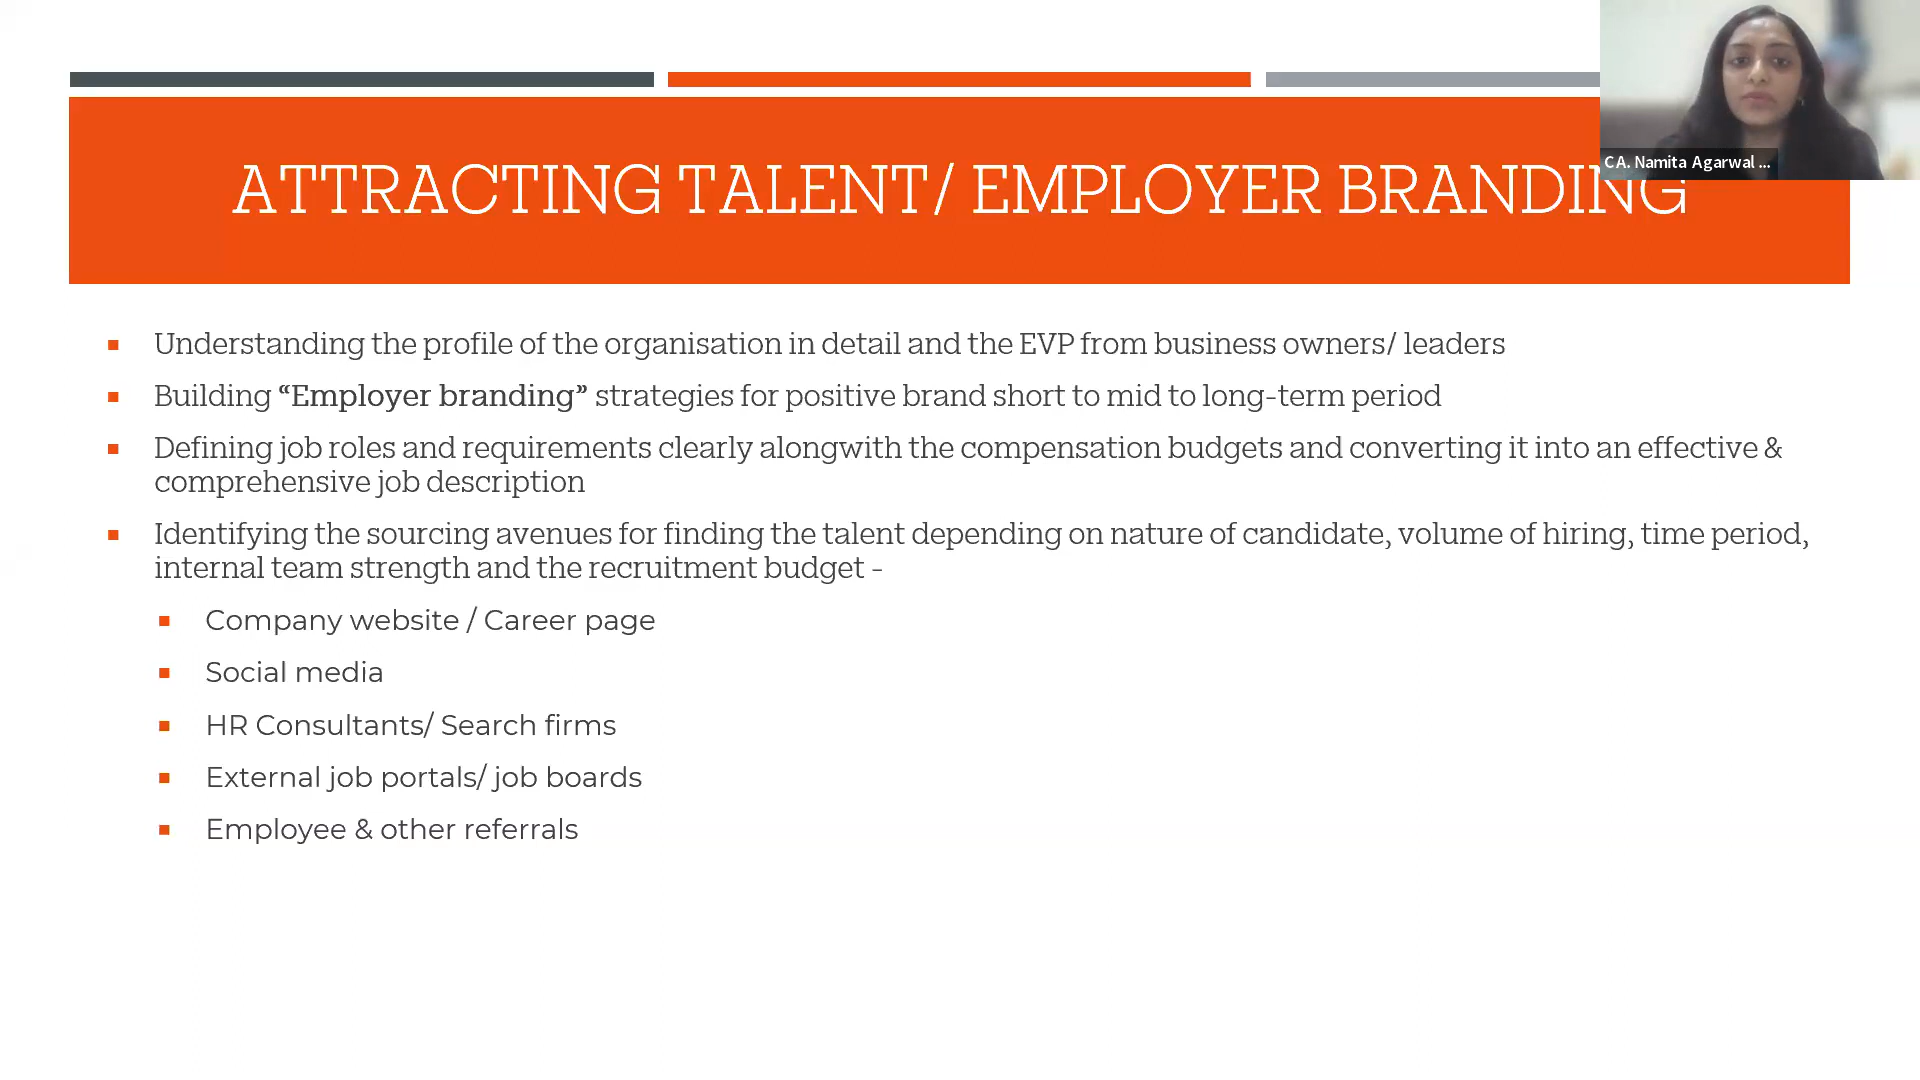 ATTRACTING TALENT/ EMPLOYER BRANDING
CA. Namita Agarwal ...
Understanding the profile of the organisation in detail and the EVP from business owners/ leaders
Building “Employer branding” strategies for positive brand short to mid to long-term period
Defining job roles and requirements clearly alongwith the compensation budgets and converting it into an effective &
comprehensive job description
Identifying the sourcing avenues for finding the talent depending on nature of candidate, volume of hiring, time period,
internal team strength and the recruitment budget -
Company website / Career page
Social media
HR Consultants/ Search firms
External job portals/ job boards
Employee & other referrals